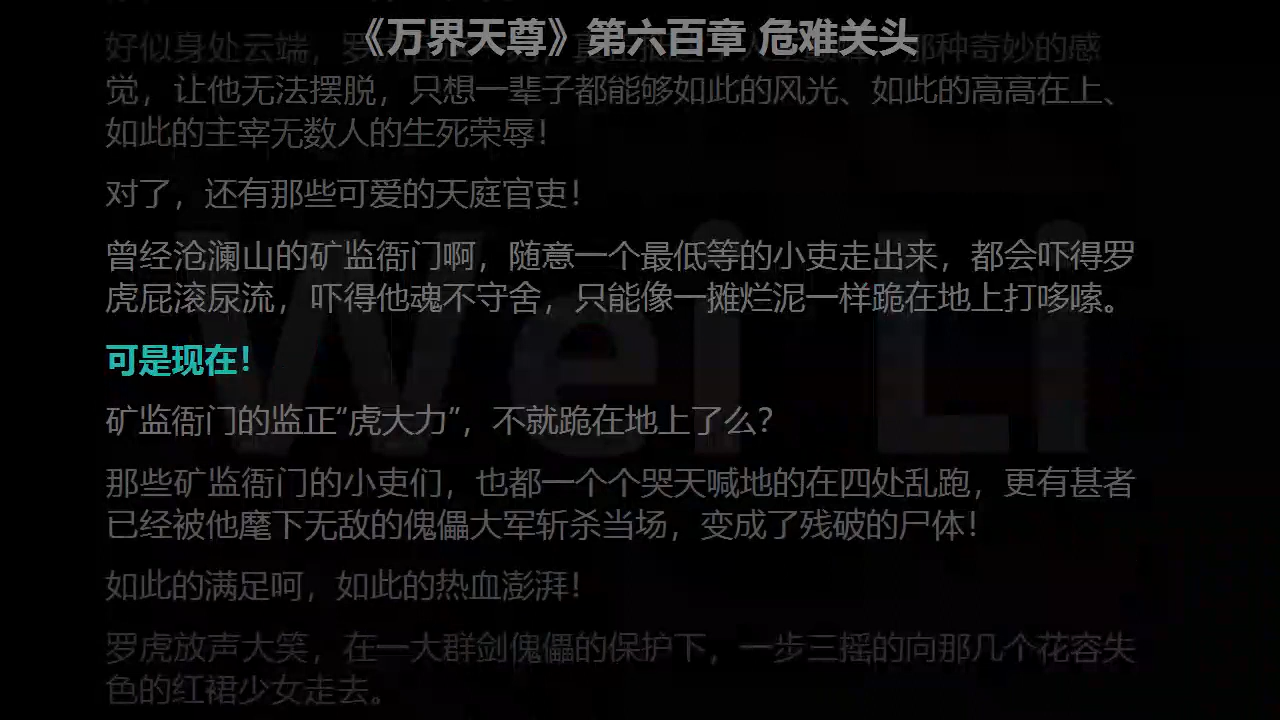 《万界天尊》第六百章 危难关头
好似身处云端，罗
那种奇妙的感
觉，让他无法摆脱，只想一辈子都能够如此的风光、如此的高高在上、
如此的主宰无数人的生死荣辱！
对了，还有那些可爱的天庭官吏！
曾经沧澜山的矿监衙门啊，随意一个最低等的小吏走出来，都会吓得罗
虎屁滚尿流，吓得他魂不守舍，只能像一摊烂泥一样跪在地上打哆嗦。
可是现在！
矿监衙门的监正“虎大力”，不就跪在地上了么？
那些矿监衙门的小吏们，也都一个个哭天喊地的在四处乱跑，更有甚者
已经被他麾下无敌的傀儡大军斩杀当场，变成了残破的尸体！
如此的满足呵，如此的热血澎湃！
罗虎放声大笑，在一大群剑傀儡的保护下，一步三摇的向那几个花容失
色的红裙少女走去。
Wei Li